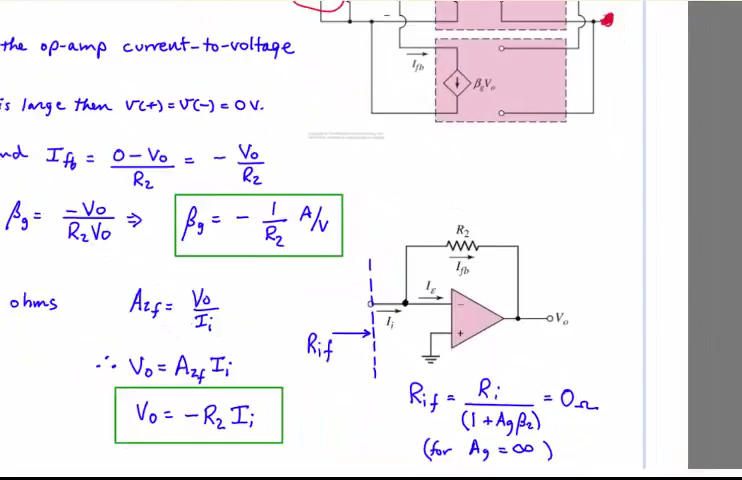 the op-amp current-to-voltage
is large then V(+) = V(-) = 0 V.
−
I_fb
β_g V_o
and I_fb = (0 − V_o)/R_2 = − V_o/R_2
β_g = −V_o/(R_2 V_o) ⇒ β_g = − 1/R_2 A/V
ohms A_zf = V_o/I_i
∴ V_o = A_zf I_i
V_o = −R_2 I_i
R_2
I_fb
I_ε
I_i
−
+
V_o
R_if
R_if = R_i/(1 + A_g β_z) = 0 Ω
(for A_g = ∞)